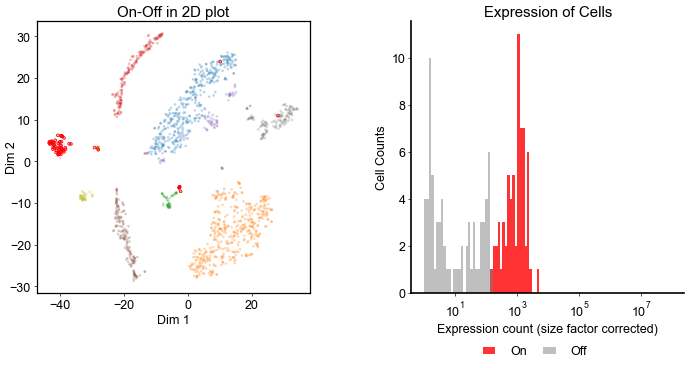 On-Off in 2D plot
Expression of Cells
30
20
10
0
−10
−20
−30
Dim 2
−40
−20
0
20
Dim 1
10
8
6
4
2
0
Cell Counts
10^1
10^3
10^5
10^7
Expression count (size factor corrected)
On
Off